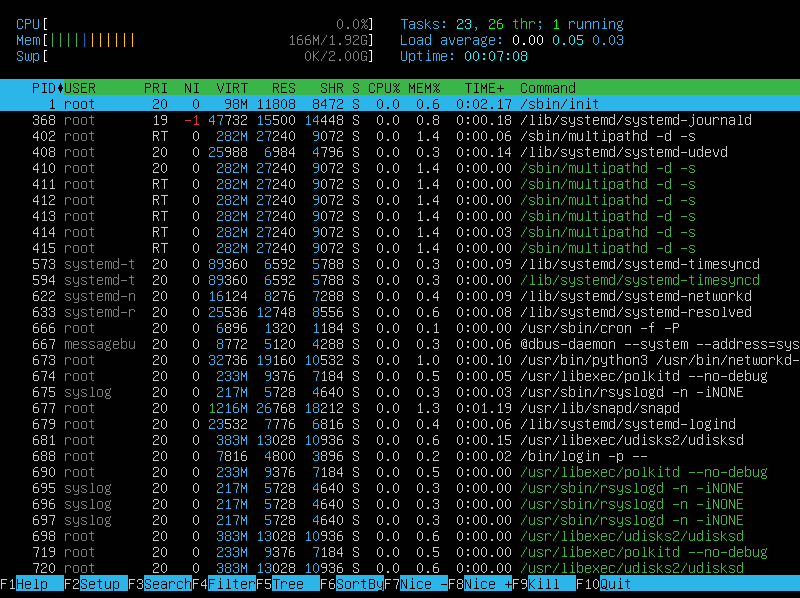 CPU[ 0.0%] Tasks: 23, 26 thr; 1 running
Mem[||||||||||| 166M/1.92G] Load average: 0.00 0.05 0.03
Swp[ 0K/2.00G] Uptime: 00:07:08
PID♦USER PRI NI VIRT RES SHR S CPU% MEM% TIME+ Command
1 root 20 0 98M 11808 8472 S 0.0 0.6 0:02.17 /sbin/init
368 root 19 -1 47732 15500 14448 S 0.0 0.8 0:00.18 /lib/systemd/systemd-journald
402 root RT 0 282M 27240 9072 S 0.0 1.4 0:00.06 /sbin/multipathd -d -s
408 root 20 0 25988 6984 4796 S 0.0 0.3 0:00.14 /lib/systemd/systemd-udevd
410 root 20 0 282M 27240 9072 S 0.0 1.4 0:00.00 /sbin/multipathd -d -s
411 root RT 0 282M 27240 9072 S 0.0 1.4 0:00.00 /sbin/multipathd -d -s
412 root RT 0 282M 27240 9072 S 0.0 1.4 0:00.00 /sbin/multipathd -d -s
413 root RT 0 282M 27240 9072 S 0.0 1.4 0:00.00 /sbin/multipathd -d -s
414 root RT 0 282M 27240 9072 S 0.0 1.4 0:00.03 /sbin/multipathd -d -s
415 root RT 0 282M 27240 9072 S 0.0 1.4 0:00.00 /sbin/multipathd -d -s
573 systemd-t 20 0 89360 6592 5788 S 0.0 0.3 0:00.09 /lib/systemd/systemd-timesyncd
594 systemd-t 20 0 89360 6592 5788 S 0.0 0.3 0:00.00 /lib/systemd/systemd-timesyncd
622 systemd-n 20 0 16124 8276 7288 S 0.0 0.4 0:00.09 /lib/systemd/systemd-networkd
633 systemd-r 20 0 25536 12748 8556 S 0.0 0.6 0:00.08 /lib/systemd/systemd-resolved
666 root 20 0 6896 1320 1184 S 0.0 0.1 0:00.00 /usr/sbin/cron -f -P
667 messagebu 20 0 8772 5120 4288 S 0.0 0.3 0:00.06 @dbus-daemon --system --address=sys
673 root 20 0 32736 19160 10532 S 0.0 1.0 0:00.10 /usr/bin/python3 /usr/bin/networkd-
674 root 20 0 233M 9376 7184 S 0.0 0.5 0:00.05 /usr/libexec/polkitd --no-debug
675 syslog 20 0 217M 5728 4640 S 0.0 0.3 0:00.03 /usr/sbin/rsyslogd -n -iNONE
677 root 20 0 1216M 26768 18212 S 0.0 1.3 0:01.19 /usr/lib/snapd/snapd
679 root 20 0 23532 7776 6816 S 0.0 0.4 0:00.06 /lib/systemd/systemd-logind
681 root 20 0 383M 13028 10936 S 0.0 0.6 0:00.15 /usr/libexec/udisks2/udisksd
688 root 20 0 7816 4800 3896 S 0.0 0.2 0:00.02 /bin/login -p --
690 root 20 0 233M 9376 7184 S 0.0 0.5 0:00.00 /usr/libexec/polkitd --no-debug
695 syslog 20 0 217M 5728 4640 S 0.0 0.3 0:00.00 /usr/sbin/rsyslogd -n -iNONE
696 syslog 20 0 217M 5728 4640 S 0.0 0.3 0:00.00 /usr/sbin/rsyslogd -n -iNONE
697 syslog 20 0 217M 5728 4640 S 0.0 0.3 0:00.00 /usr/sbin/rsyslogd -n -iNONE
698 root 20 0 383M 13028 10936 S 0.0 0.6 0:00.00 /usr/libexec/udisks2/udisksd
719 root 20 0 233M 9376 7184 S 0.0 0.5 0:00.00 /usr/libexec/polkitd --no-debug
720 root 20 0 383M 13028 10936 S 0.0 0.6 0:00.00 /usr/libexec/udisks2/udisksd
F1Help F2Setup F3SearchF4FilterF5Tree F6SortByF7Nice -F8Nice +F9Kill F10Quit